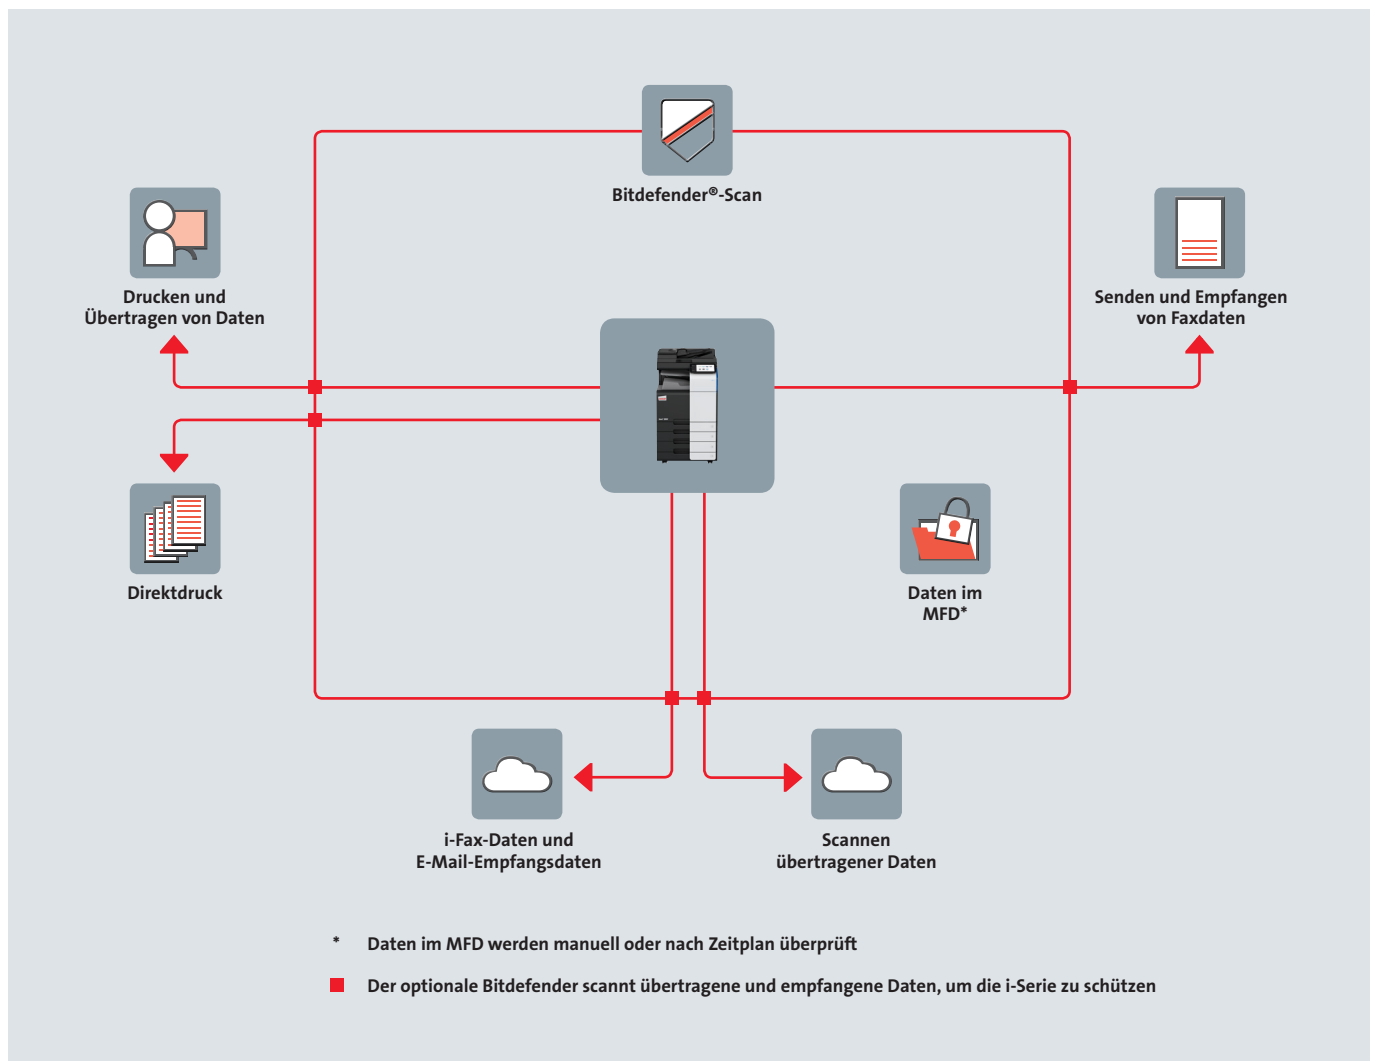 Bitdefender®-Scan
Drucken und
Übertragen von Daten
Senden und Empfangen
von Faxdaten
Direktdruck
Daten im
MFD*
i-Fax-Daten und
E-Mail-Empfangsdaten
Scannen
übertragener Daten
* Daten im MFD werden manuell oder nach Zeitplan überprüft
Der optionale Bitdefender scannt übertragene und empfangene Daten, um die i-Serie zu schützen